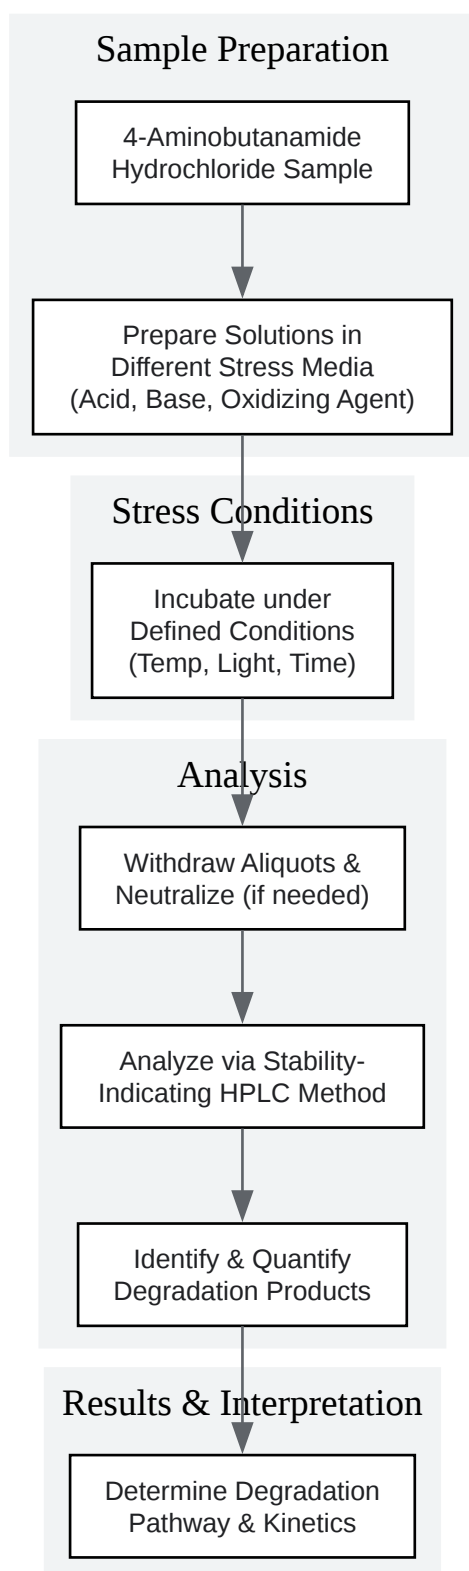 Sample Preparation
4-Aminobutanamide
Hydrochloride Sample
Prepare Solutions in
Different Stress Media
(Acid, Base, Oxidizing Agent)
Stress Conditions
Incubate under
Defined Conditions
(Temp, Light, Time)
Analysis
Withdraw Aliquots &
Neutralize (if needed)
Analyze via Stability-
Indicating HPLC Method
Identify & Quantify
Degradation Products
Results & Interpretation
Determine Degradation
Pathway & Kinetics